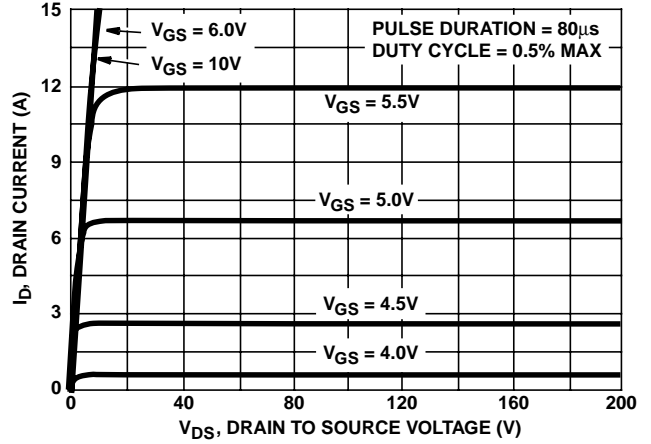 15
V_GS = 6.0V
PULSE DURATION = 80μs
V_GS = 10V
DUTY CYCLE = 0.5% MAX
12
V_GS = 5.5V
9
V_GS = 5.0V
6
3
V_GS = 4.5V
V_GS = 4.0V
0
0
40
80
120
160
200
I_D, DRAIN CURRENT (A)
V_DS, DRAIN TO SOURCE VOLTAGE (V)